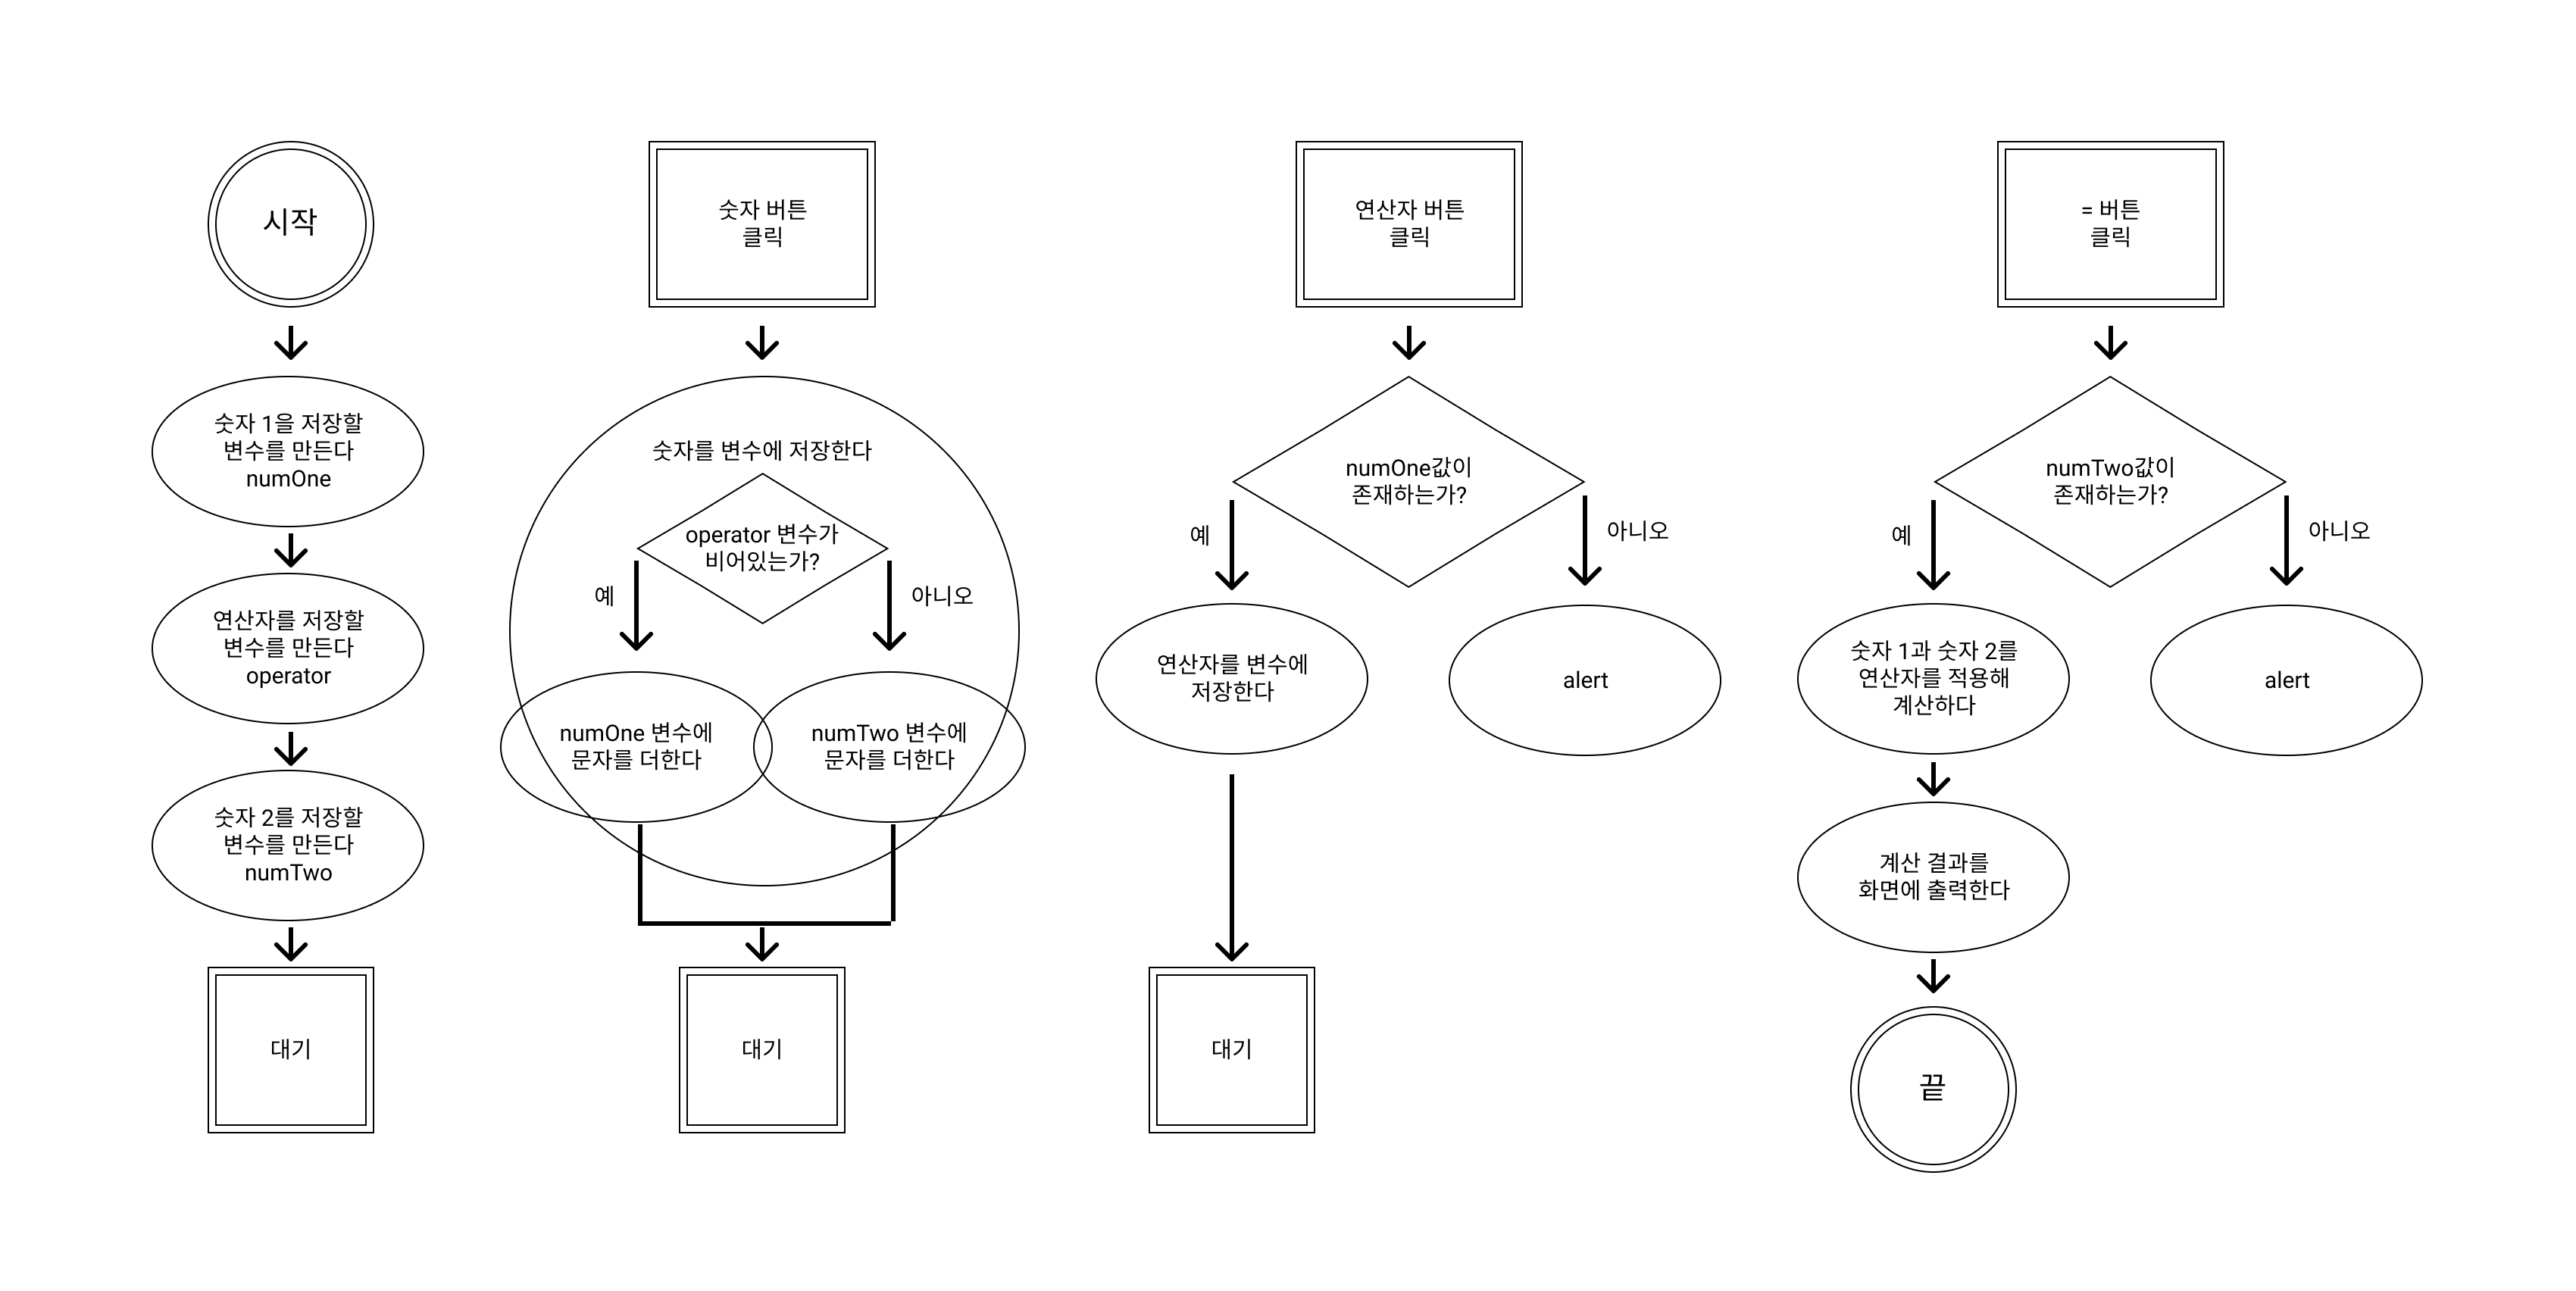 시작
숫자 1을 저장할
변수를 만든다
numOne
연산자를 저장할
변수를 만든다
operator
숫자 2를 저장할
변수를 만든다
numTwo
대기
숫자 버튼
클릭
숫자를 변수에 저장한다
operator 변수가
비어있는가?
예
아니오
numOne 변수에
문자를 더한다
numTwo 변수에
문자를 더한다
대기
연산자 버튼
클릭
numOne값이
존재하는가?
예
아니오
연산자를 변수에
저장한다
alert
대기
= 버튼
클릭
numTwo값이
존재하는가?
예
아니오
숫자 1과 숫자 2를
연산자를 적용해
계산하다
alert
계산 결과를
화면에 출력한다
끝